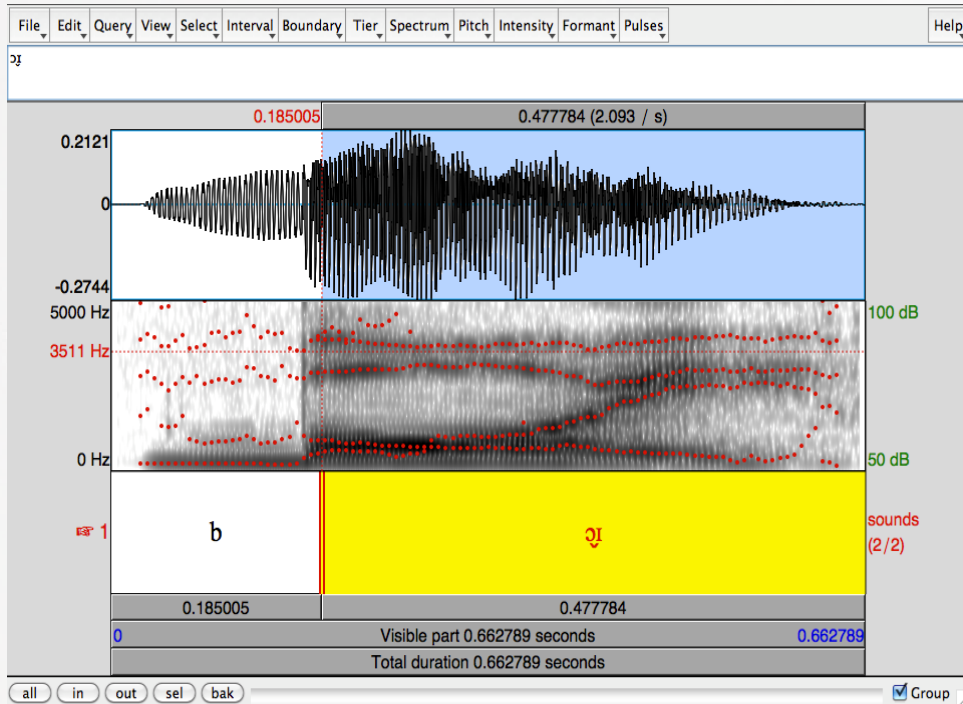 File Edit Query View Select Interval Boundary Tier Spectrum Pitch Intensity Formant Pulses Help
ɔɪ̯
0.185005 0.477784 (2.093 / s)
0.2121
0
-0.2744
5000 Hz 100 dB
3511 Hz
0 Hz 50 dB
☞ 1 b ɔ̯ɪ sounds
(2/2)
0.185005 0.477784
0 Visible part 0.662789 seconds 0.662789
Total duration 0.662789 seconds
all in out sel bak Group